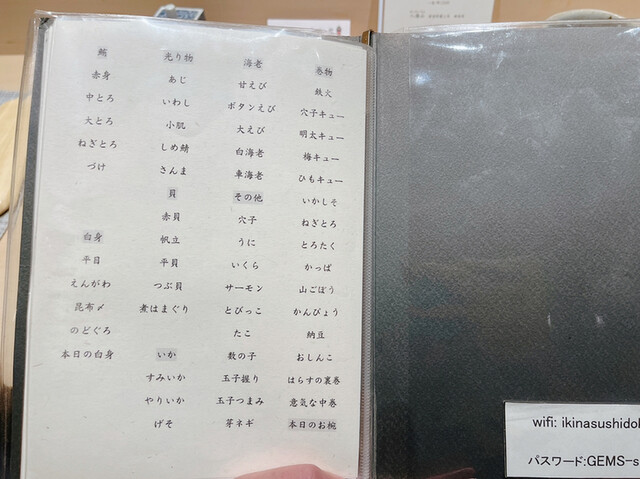 鮪
赤身
中とろ
大とろ
ねぎとろ
づけ
白身
平目
えんがわ
昆布〆
のどぐろ
本日の白身
光り物
あじ
いわし
小肌
しめ鯖
さんま
貝
赤貝
帆立
平貝
つぶ貝
煮はまぐり
いか
すみいか
やりいか
げそ
海老
甘えび
ボタンえび
大えび
白海老
車海老
その他
穴子
うに
いくら
サーモン
とびっこ
たこ
数の子
玉子握り
玉子つまみ
芽ネギ
巻物
鉄火
穴子キュー
明太キュー
梅キュー
ひもキュー
いかしそ
ねぎとろ
とろたく
かっぱ
山ごぼう
かんぴょう
納豆
おしんこ
はらすの裏巻
意気な中巻
本日のお椀
wifi: ikinasushidok
パスワード:GEMS-s